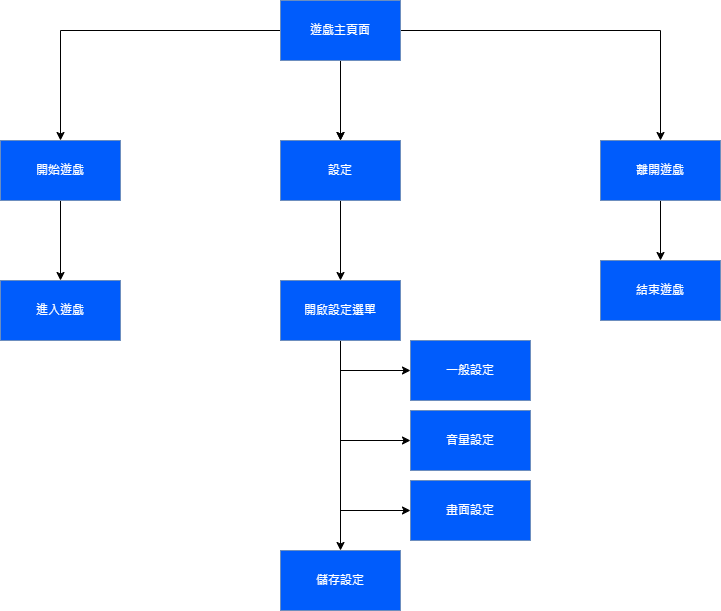 遊戲主頁面
開始遊戲
設定
離開遊戲
進入遊戲
開啟設定選單
結束遊戲
一般設定
音量設定
畫面設定
儲存設定